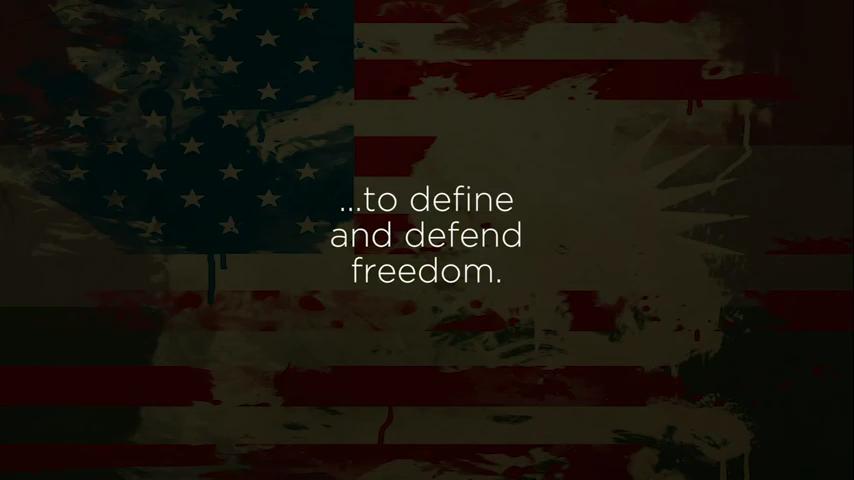 ...to define
and defend
freedom.